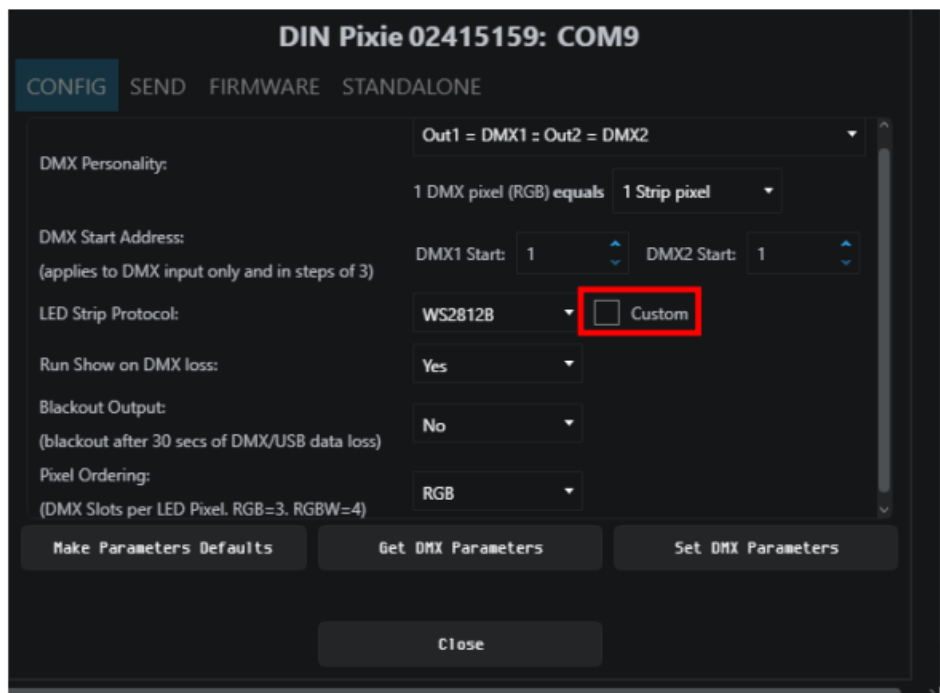 DIN Pixie 02415159: COM9
CONFIG SEND FIRMWARE STANDALONE
Out1 = DMX1 :: Out2 = DMX2
DMX Personality:
1 DMX pixel (RGB) equals 1 Strip pixel
DMX Start Address:
DMX1 Start: 1 DMX2 Start: 1
(applies to DMX input only and in steps of 3)
LED Strip Protocol: WS2812B Custom
Run Show on DMX loss: Yes
Blackout Output:
No
(blackout after 30 secs of DMX/USB data loss)
Pixel Ordering:
RGB
(DMX Slots per LED Pixel. RGB=3. RGBW=4)
Make Parameters Defaults Get DMX Parameters Set DMX Parameters
Close